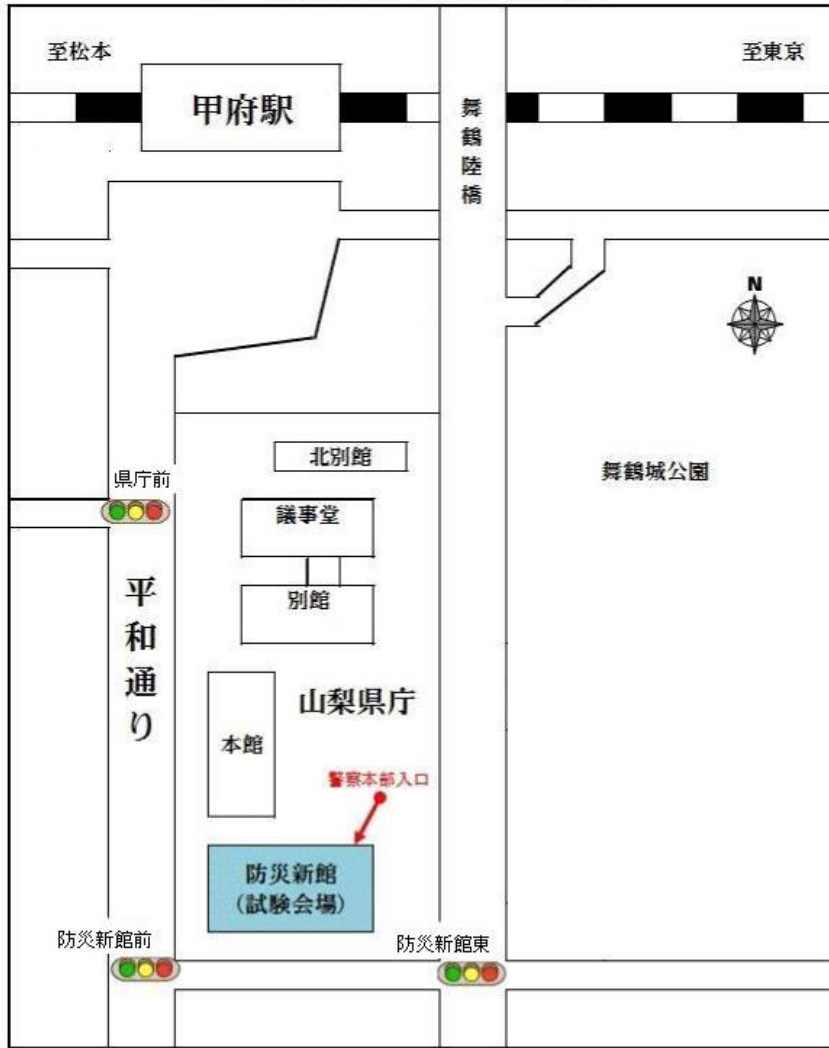 至松本
至東京
甲府駅
舞鶴陸橋
N
北別館
舞鶴城公園
県庁前
議事堂
別館
平和通り
山梨県庁
本館
警察本部入口
防災新館
(試験会場)
防災新館前
防災新館東